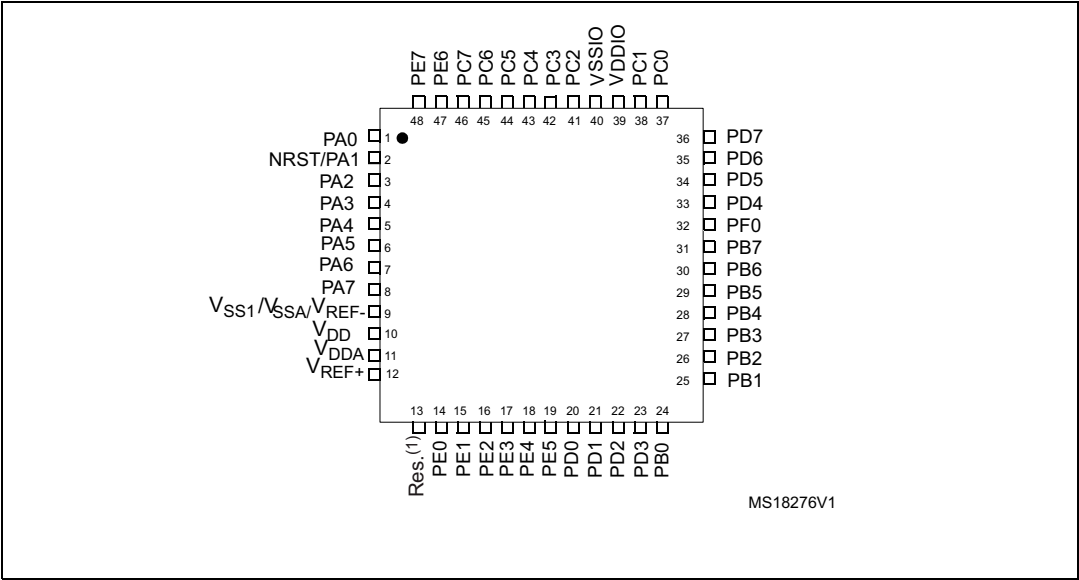 PE7 PE6 PC7 PC6 PC5 PC4 PC3 PC2 VSSIO VDDIO PC1 PC0
48 47 46 45 44 43 42 41 40 39 38 37
PA0 1 36 PD7
NRST/PA1 2 35 PD6
PA2 3 34 PD5
PA3 4 33 PD4
PA4 5 32 PF0
PA5 6 31 PB7
PA6 7 30 PB6
PA7 8 29 PB5
VSS1/VSSA/VREF- 9 28 PB4
VDD 10 27 PB3
VDDA 11 26 PB2
VREF+ 12 25 PB1
13 14 15 16 17 18 19 20 21 22 23 24
Res.(1) PE0 PE1 PE2 PE3 PE4 PE5 PD0 PD1 PD2 PD3 PB0
MS18276V1